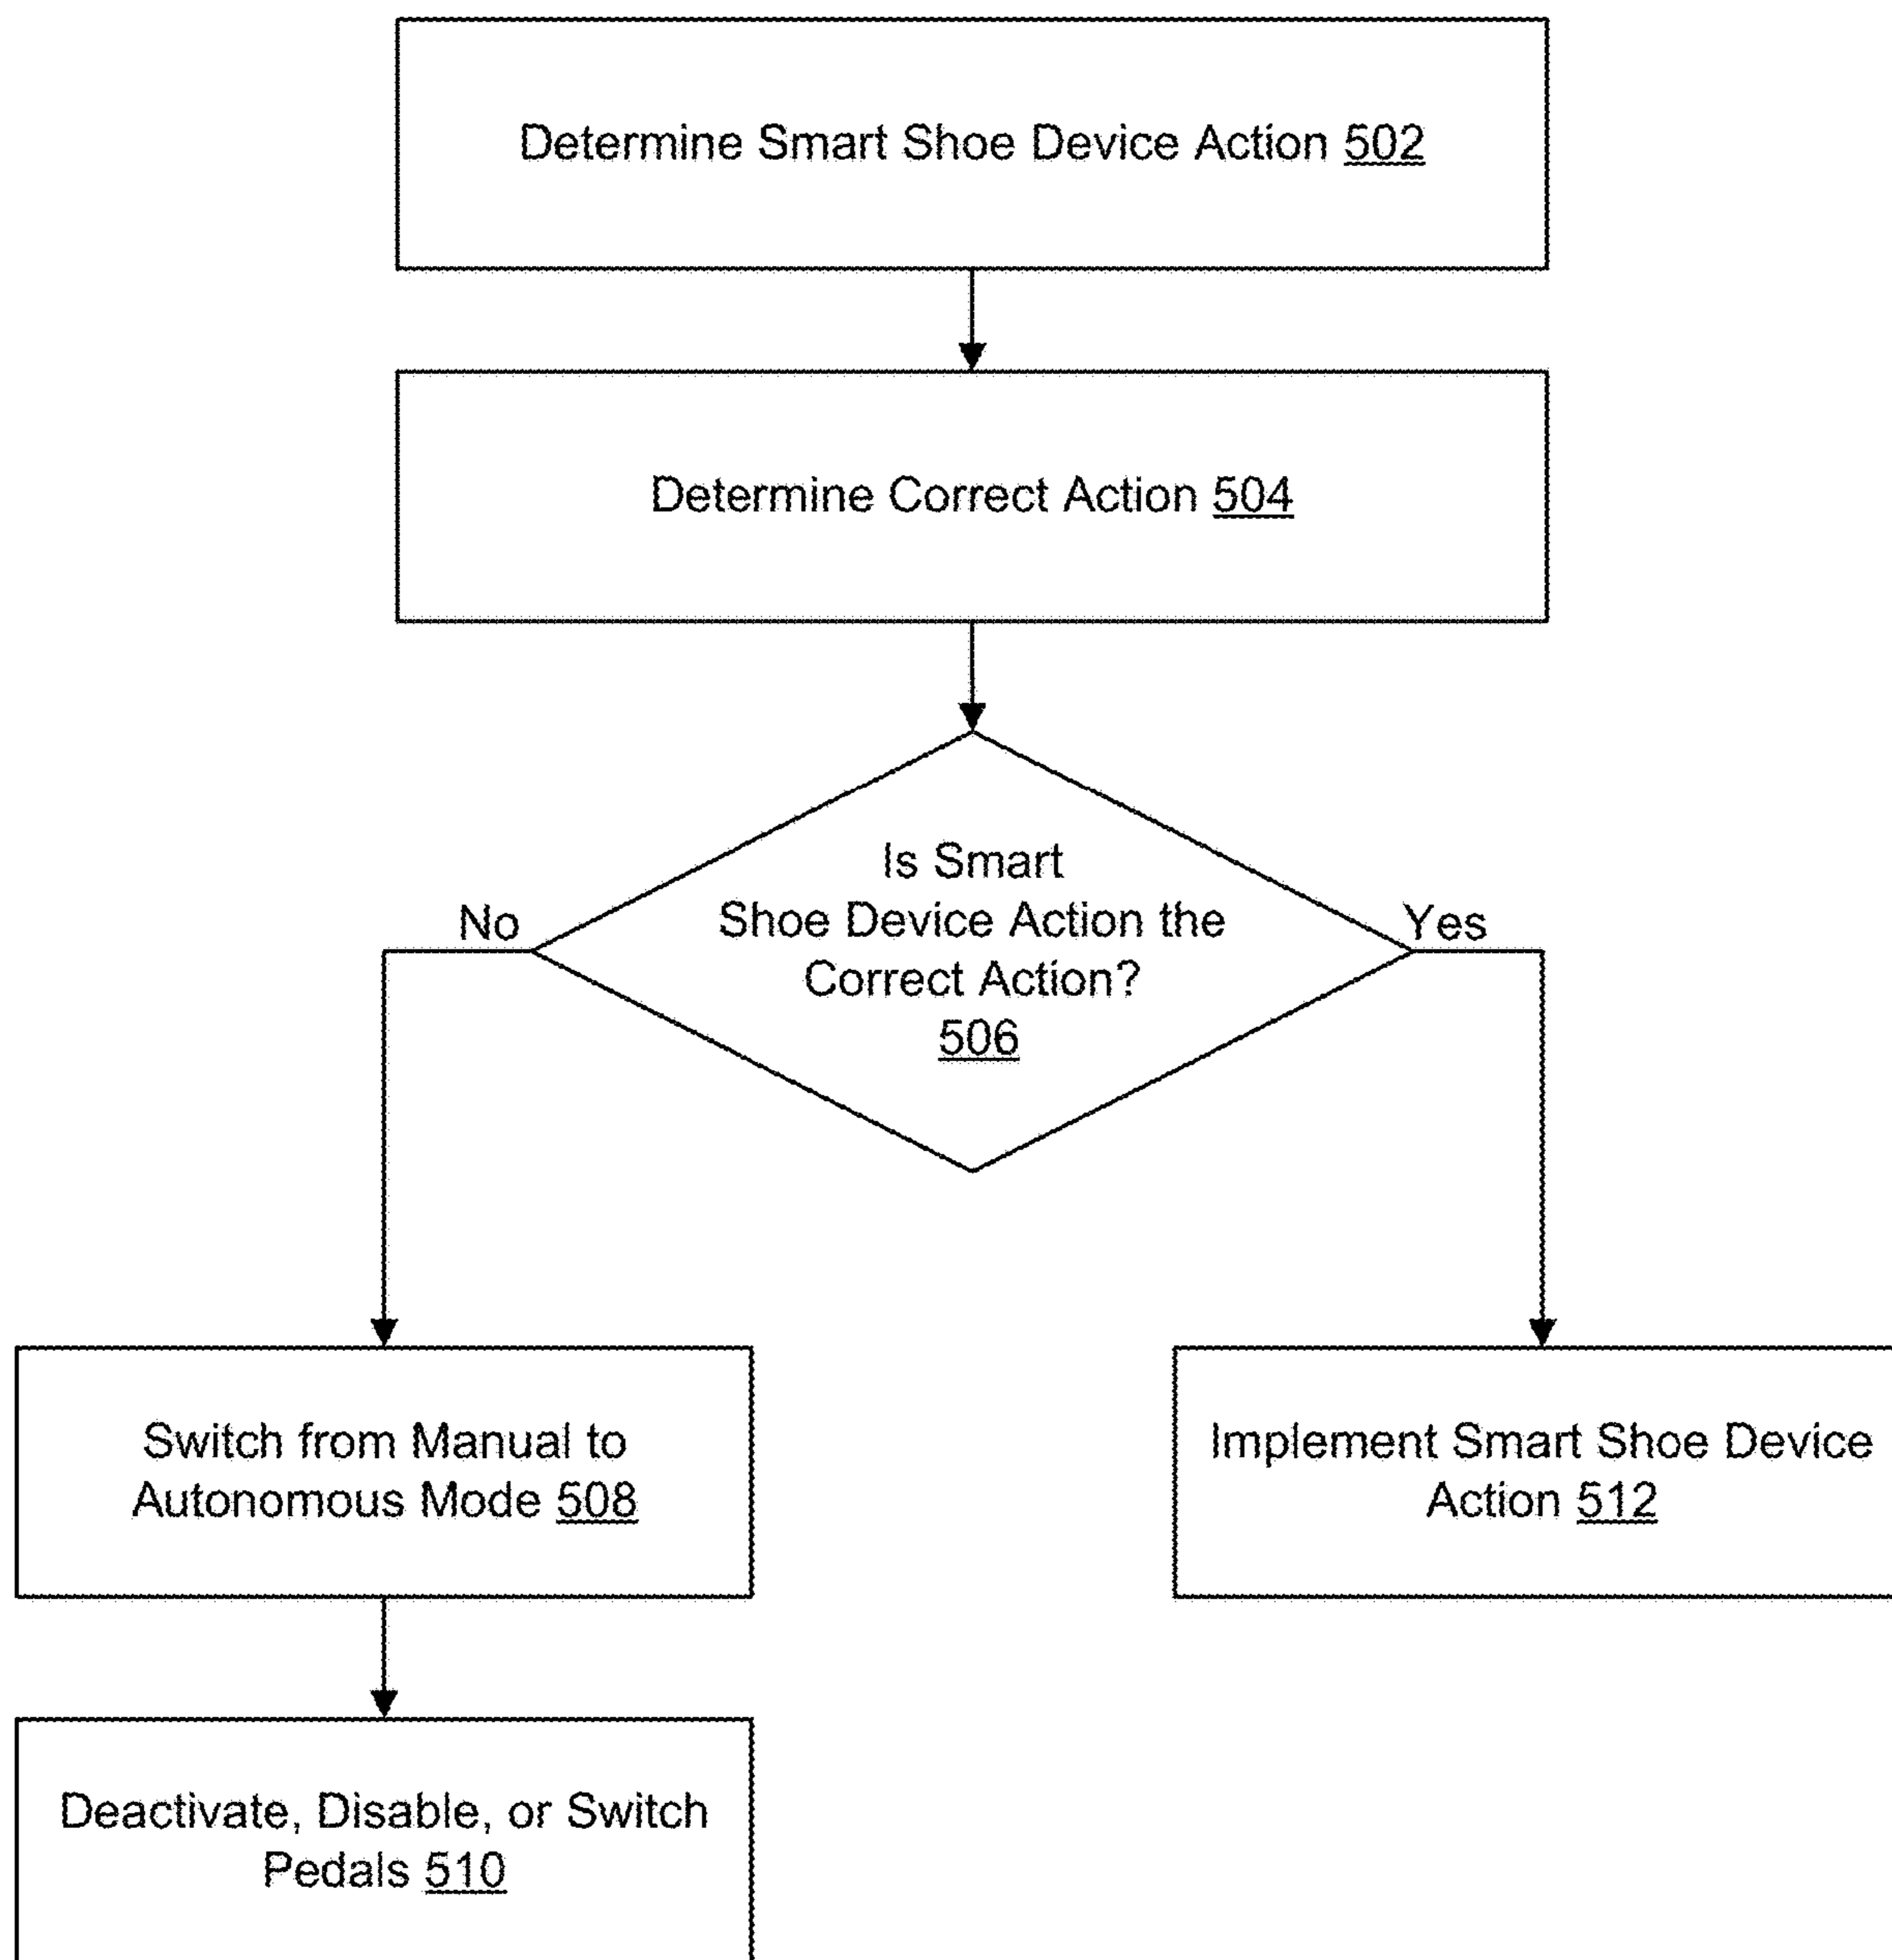 Determine Smart Shoe Device Action 502
Determine Correct Action 504
Is Smart
Shoe Device Action the
Correct Action?
506
No
Yes
Switch from Manual to
Autonomous Mode 508
Implement Smart Shoe Device
Action 512
Deactivate, Disable, or Switch
Pedals 510